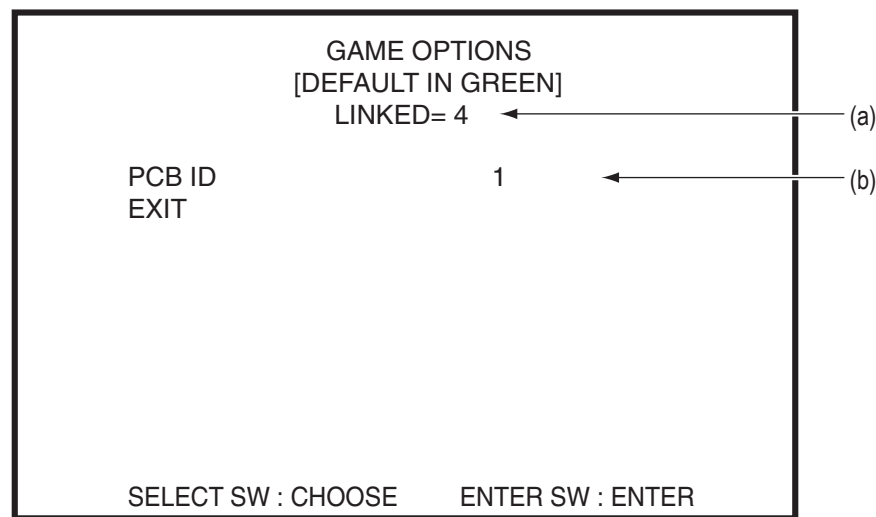 GAME OPTIONS
[DEFAULT IN GREEN]
LINKED= 4
(a)
PCB ID 1
(b)
EXIT
SELECT SW : CHOOSE ENTER SW : ENTER